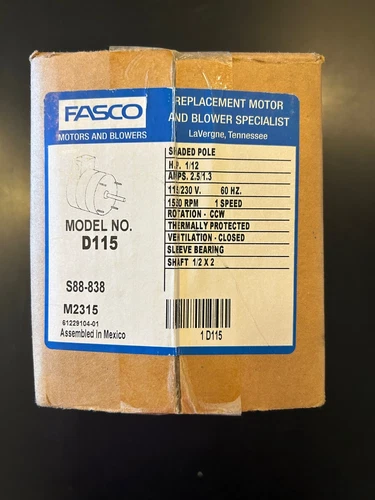 FASCO
MOTORS AND BLOWERS
REPLACEMENT MOTOR
AND BLOWER SPECIALIST
LaVergne, Tennessee
MODEL NO.
D115
S88-838
M2315
61229104-01
Assembled In Mexico
SHADED POLE
H.P. 1/12
AMPS. 2.5/1.3
115/230 V. 60 HZ.
1500 RPM 1 SPEED
ROTATION - CCW
THERMALLY PROTECTED
VENTILATION - CLOSED
SLEEVE BEARING
SHAFT 1/2 X 2
1 D115